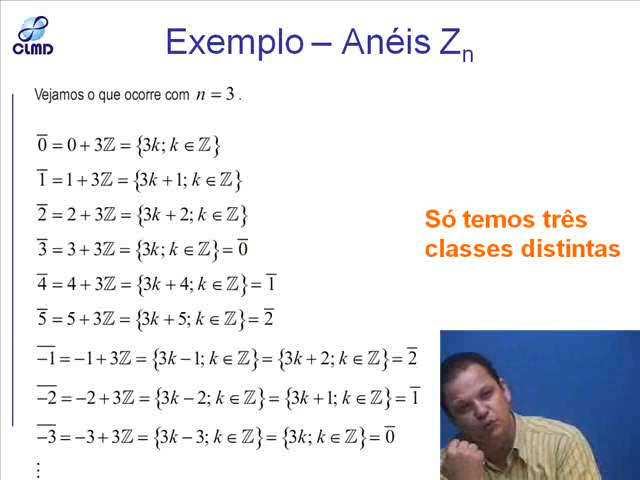 CLMD
Exemplo – Anéis Zₙ
Vejamos o que ocorre com n = 3 .
0̅ = 0 + 3ℤ = {3k; k ∈ ℤ}
1̅ = 1 + 3ℤ = {3k + 1; k ∈ ℤ}
2̅ = 2 + 3ℤ = {3k + 2; k ∈ ℤ}
3̅ = 3 + 3ℤ = {3k; k ∈ ℤ} = 0̅
4̅ = 4 + 3ℤ = {3k + 4; k ∈ ℤ} = 1̅
5̅ = 5 + 3ℤ = {3k + 5; k ∈ ℤ} = 2̅
-̅1̅ = −1 + 3ℤ = {3k − 1; k ∈ ℤ} = {3k + 2; k ∈ ℤ} = 2̅
-̅2̅ = −2 + 3ℤ = {3k − 2; k ∈ ℤ} = {3k + 1; k ∈ ℤ} = 1̅
-̅3̅ = −3 + 3ℤ = {3k − 3; k ∈ ℤ} = {3k; k ∈ ℤ} = 0̅
⋮
Só temos três
classes distintas